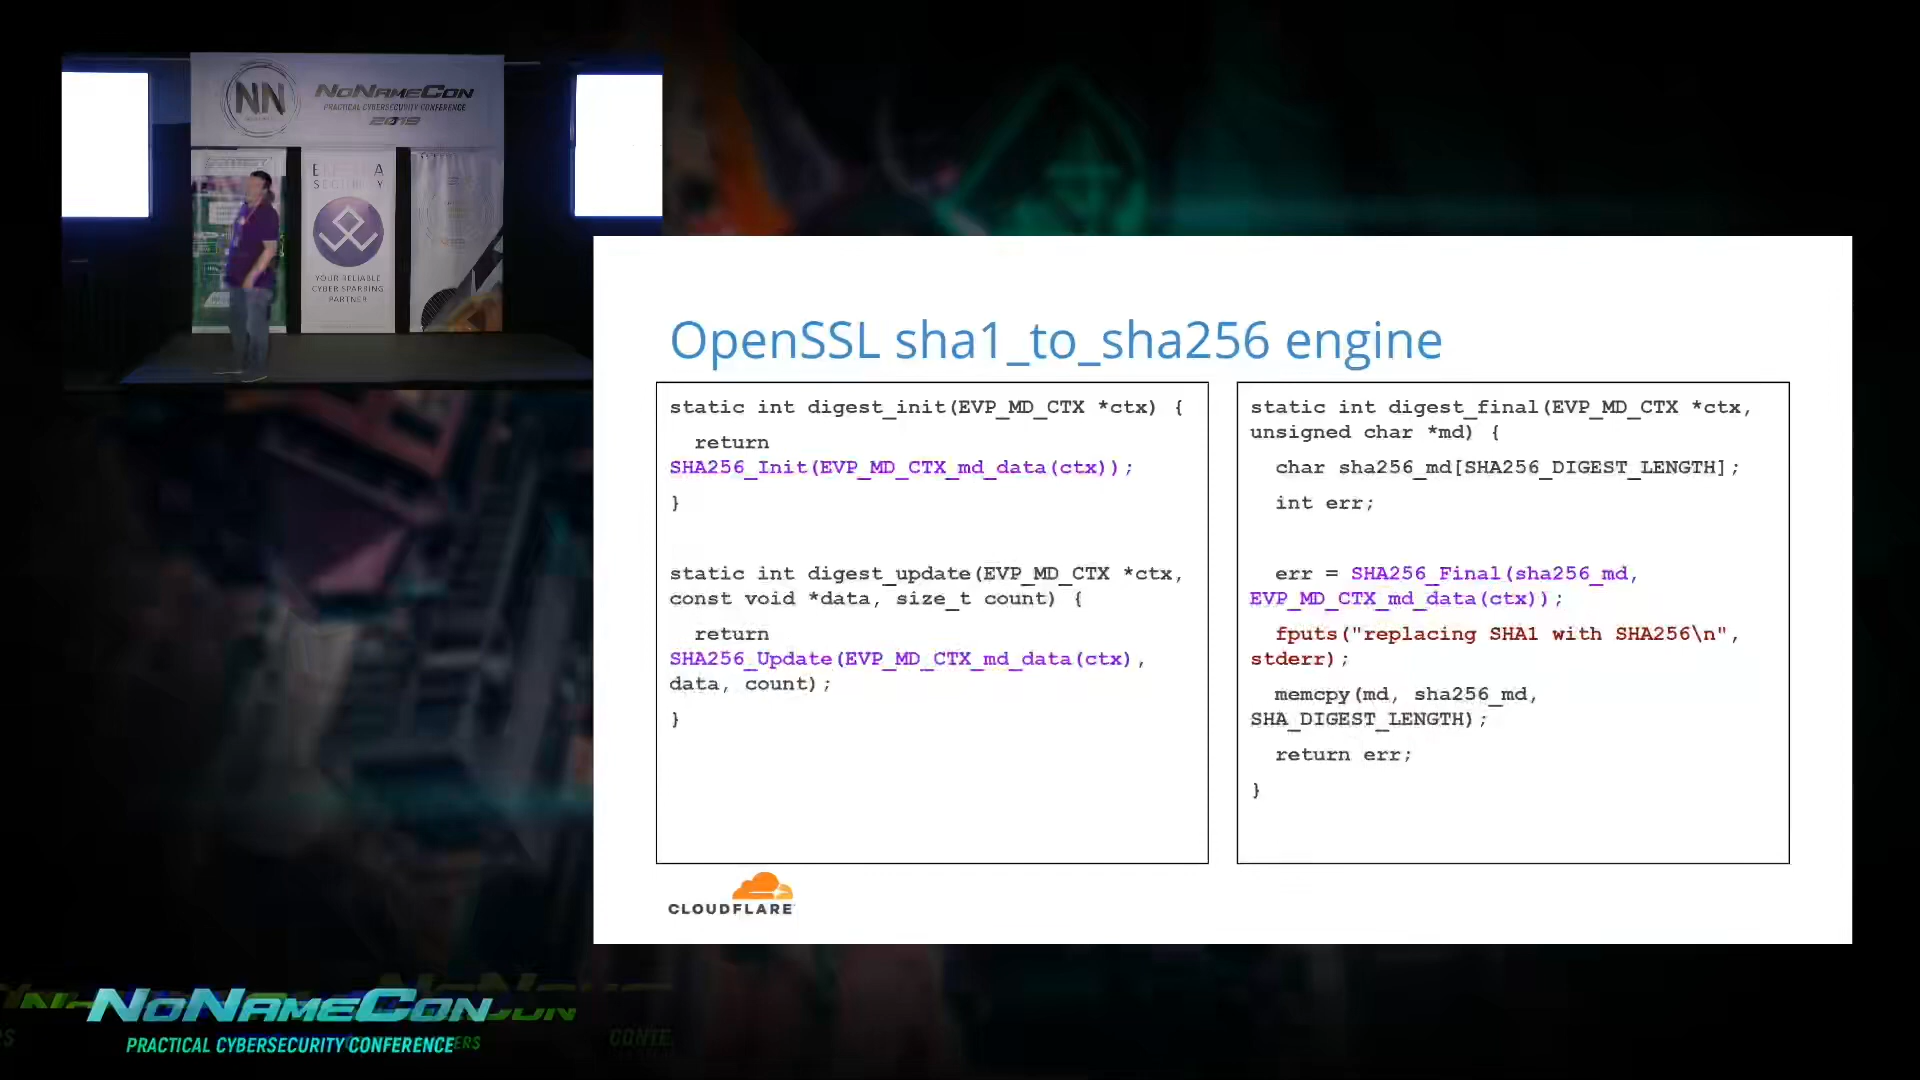 NN
NoNameCon
PRACTICAL CYBERSECURITY CONFERENCE
2019
SECURITY
YOUR RELIABLE
CYBER SPARRING
PARTNER
OpenSSL sha1_to_sha256 engine
static int digest_init(EVP_MD_CTX *ctx) {
return
SHA256_Init(EVP_MD_CTX_md_data(ctx));
}
static int digest_update(EVP_MD_CTX *ctx,
const void *data, size_t count) {
return
SHA256_Update(EVP_MD_CTX_md_data(ctx),
data, count);
}
static int digest_final(EVP_MD_CTX *ctx,
unsigned char *md) {
char sha256_md[SHA256_DIGEST_LENGTH];
int err;
err = SHA256_Final(sha256_md,
EVP_MD_CTX_md_data(ctx));
fputs("replacing SHA1 with SHA256\n",
stderr);
memcpy(md, sha256_md,
SHA_DIGEST_LENGTH);
return err;
}
CLOUDFLARE
NoNameCon
PRACTICAL CYBERSECURITY CONFERENCE